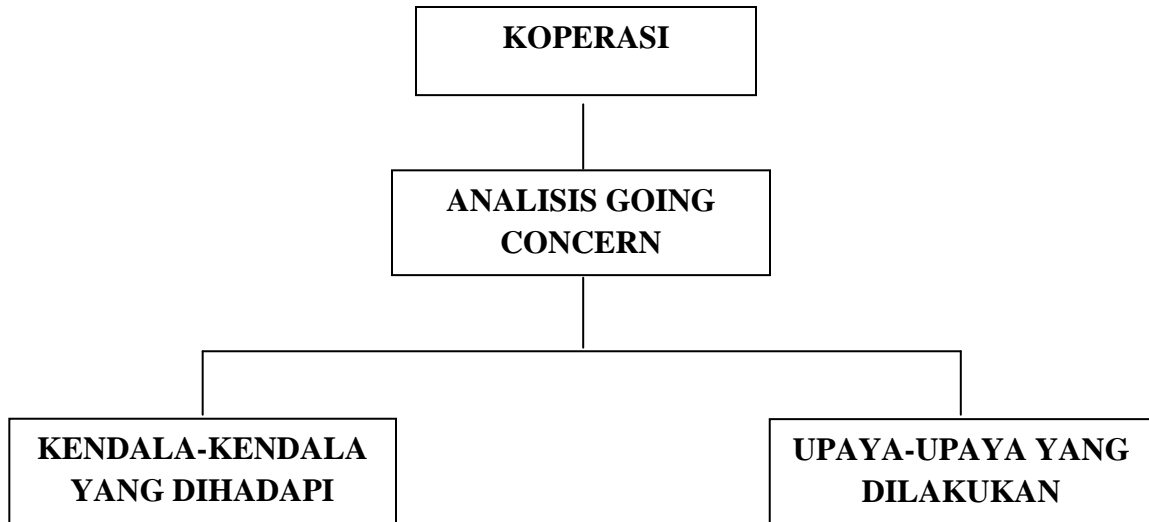 KOPERASI
ANALISIS GOING
CONCERN
KENDALA-KENDALA
YANG DIHADAPI
UPAYA-UPAYA YANG
DILAKUKAN